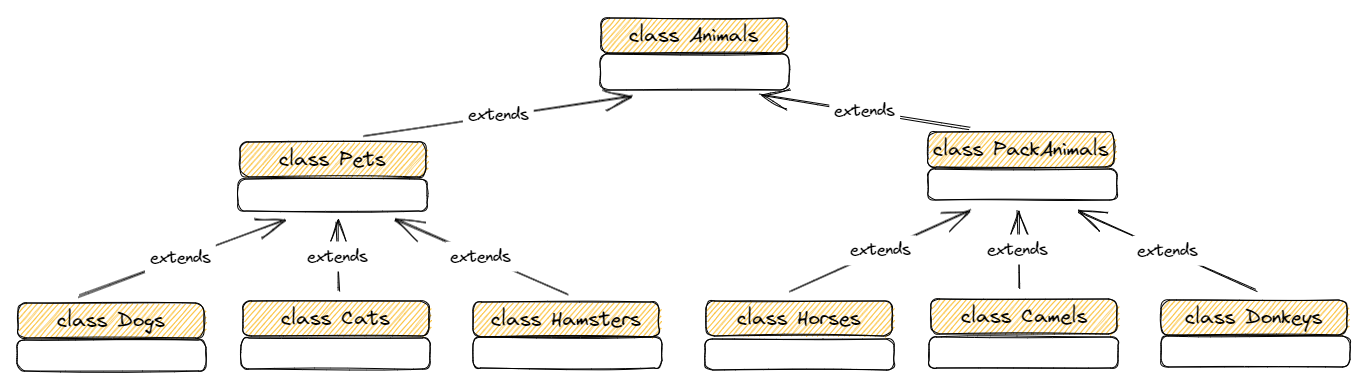 class Animals
extends
extends
class Pets
class PackAnimals
extends
extends
extends
extends
extends
extends
class Dogs
class Cats
class Hamsters
class Horses
class Camels
class Donkeys